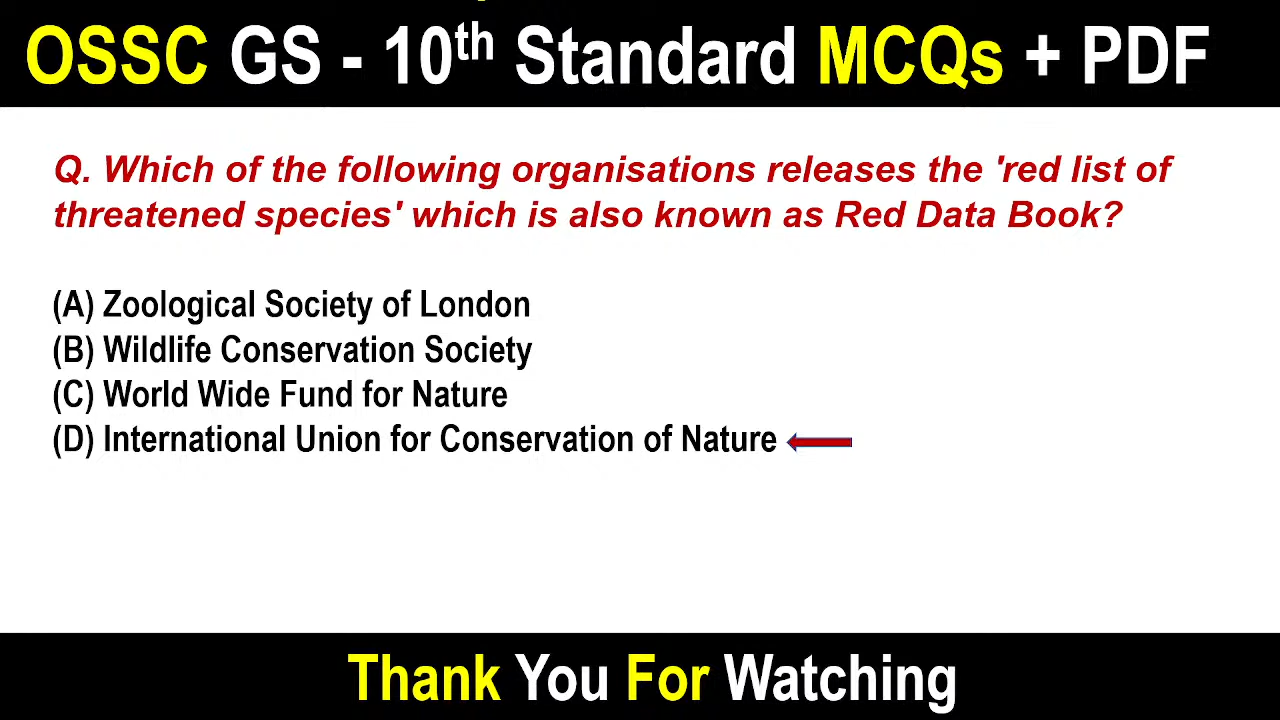 OSSC GS - 10th Standard MCQs + PDF
Q. Which of the following organisations releases the 'red list of
threatened species' which is also known as Red Data Book?
(A) Zoological Society of London
(B) Wildlife Conservation Society
(C) World Wide Fund for Nature
(D) International Union for Conservation of Nature
Thank You For Watching